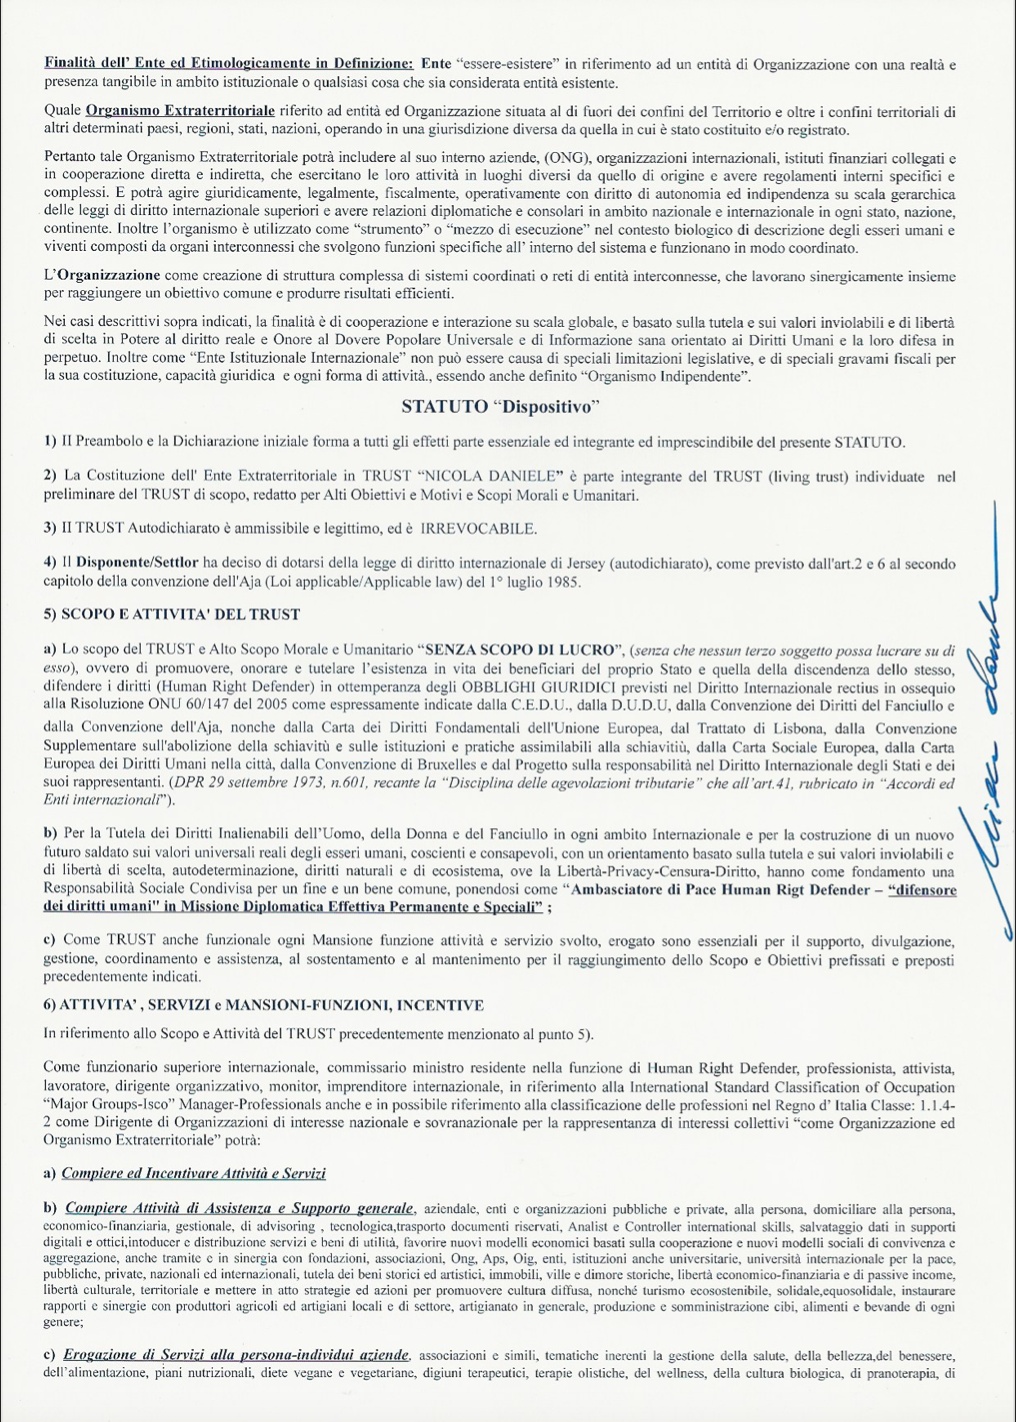 Finalità dell' Ente ed Etimologicamente in Definizione: Ente “essere-esistere” in riferimento ad un entità di Organizzazione con una realtà e
presenza tangibile in ambito istituzionale o qualsiasi cosa che sia considerata entità esistente.
Quale Organismo Extraterritoriale riferito ad entità ed Organizzazione situata al di fuori dei confini del Territorio e oltre i confini territoriali di
altri determinati paesi, regioni, stati, nazioni, operando in una giurisdizione diversa da quella in cui è stato costituito e/o registrato.
Pertanto tale Organismo Extraterritoriale potrà includere al suo interno aziende, (ONG), organizzazioni internazionali, istituti finanziari collegati e
in cooperazione diretta e indiretta, che esercitano le loro attività in luoghi diversi da quello di origine e avere regolamenti interni specifici e
complessi. E potrà agire giuridicamente, legalmente, fiscalmente, operativamente con diritto di autonomia ed indipendenza su scala gerarchica
delle leggi di diritto internazionale superiori e avere relazioni diplomatiche e consolari in ambito nazionale e internazionale in ogni stato, nazione,
continente. Inoltre l'organismo è utilizzato come “strumento” o “mezzo di esecuzione” nel contesto biologico di descrizione degli esseri umani e
viventi composti da organi interconnessi che svolgono funzioni specifiche all' interno del sistema e funzionano in modo coordinato.
L'Organizzazione come creazione di struttura complessa di sistemi coordinati o reti di entità interconnesse, che lavorano sinergicamente insieme
per raggiungere un obiettivo comune e produrre risultati efficienti.
Nei casi descrittivi sopra indicati, la finalità è di cooperazione e interazione su scala globale, e basato sulla tutela e sui valori inviolabili e di libertà
di scelta in Potere al diritto reale e Onore al Dovere Popolare Universale e di Informazione sana orientato ai Diritti Umani e la loro difesa in
perpetuo. Inoltre come “Ente Istituzionale Internazionale” non può essere causa di speciali limitazioni legislative, e di speciali gravami fiscali per
la sua costituzione, capacità giuridica e ogni forma di attività., essendo anche definito “Organismo Indipendente”.
STATUTO “Dispositivo”
1) Il Preambolo e la Dichiarazione iniziale forma a tutti gli effetti parte essenziale ed integrante ed imprescindibile del presente STATUTO.
2) La Costituzione dell' Ente Extraterritoriale in TRUST “NICOLA DANIELE” è parte integrante del TRUST (living trust) individuate nel
preliminare del TRUST di scopo, redatto per Alti Obiettivi e Motivi e Scopi Morali e Umanitari.
3) Il TRUST Autodichiarato è ammissibile e legittimo, ed è IRREVOCABILE.
4) Il Disponente/Settlor ha deciso di dotarsi della legge di diritto internazionale di Jersey (autodichiarato), come previsto dall'art.2 e 6 al secondo
capitolo della convenzione dell'Aja (Loi applicable/Applicable law) del 1° luglio 1985.
5) SCOPO E ATTIVITA' DEL TRUST
a) Lo scopo del TRUST e Alto Scopo Morale e Umanitario “SENZA SCOPO DI LUCRO”, (senza che nessun terzo soggetto possa lucrare su di
esso), ovvero di promuovere, onorare e tutelare l'esistenza in vita dei beneficiari del proprio Stato e quella della discendenza dello stesso,
difendere i diritti (Human Right Defender) in ottemperanza degli OBBLIGHI GIURIDICI previsti nel Diritto Internazionale rectius in ossequio
alla Risoluzione ONU 60/147 del 2005 come espressamente indicate dalla C.E.D.U., dalla D.U.D.U, dalla Convenzione dei Diritti del Fanciullo e
dalla Convenzione dell'Aja, nonche dalla Carta dei Diritti Fondamentali dell'Unione Europea, dal Trattato di Lisbona, dalla Convenzione
Supplementare sull'abolizione della schiavitù e sulle istituzioni e pratiche assimilabili alla schiavitiù, dalla Carta Sociale Europea, dalla Carta
Europea dei Diritti Umani nella città, dalla Convenzione di Bruxelles e dal Progetto sulla responsabilità nel Diritto Internazionale degli Stati e dei
suoi rappresentanti. (DPR 29 settembre 1973, n.601, recante la “Disciplina delle agevolazioni tributarie” che all'art.41, rubricato in “Accordi ed
Enti internazionali”).
b) Per la Tutela dei Diritti Inalienabili dell'Uomo, della Donna e del Fanciullo in ogni ambito Internazionale e per la costruzione di un nuovo
futuro saldato sui valori universali reali degli esseri umani, coscienti e consapevoli, con un orientamento basato sulla tutela e sui valori inviolabili e
di libertà di scelta, autodeterminazione, diritti naturali e di ecosistema, ove la Libertà-Privacy-Censura-Diritto, hanno come fondamento una
Responsabilità Sociale Condivisa per un fine e un bene comune, ponendosi come “Ambasciatore di Pace Human Rigt Defender – “difensore
dei diritti umani" in Missione Diplomatica Effettiva Permanente e Speciali” ;
c) Come TRUST anche funzionale ogni Mansione funzione attività e servizio svolto, erogato sono essenziali per il supporto, divulgazione,
gestione, coordinamento e assistenza, al sostentamento e al mantenimento per il raggiungimento dello Scopo e Obiettivi prefissati e preposti
precedentemente indicati.
6) ATTIVITA' , SERVIZI e MANSIONI-FUNZIONI, INCENTIVE
In riferimento allo Scopo e Attività del TRUST precedentemente menzionato al punto 5).
Come funzionario superiore internazionale, commissario ministro residente nella funzione di Human Right Defender, professionista, attivista,
lavoratore, dirigente organizzativo, monitor, imprenditore internazionale, in riferimento alla International Standard Classification of Occupation
“Major Groups-Isco” Manager-Professionals anche e in possibile riferimento alla classificazione delle professioni nel Regno d' Italia Classe: 1.1.4-
2 come Dirigente di Organizzazioni di interesse nazionale e sovranazionale per la rappresentanza di interessi collettivi “come Organizzazione ed
Organismo Extraterritoriale” potrà:
a) Compiere ed Incentivare Attività e Servizi
b) Compiere Attività di Assistenza e Supporto generale, aziendale, enti e organizzazioni pubbliche e private, alla persona, domiciliare alla persona,
economico-finanziaria, gestionale, di advisoring , tecnologica,trasporto documenti riservati, Analist e Controller international skills, salvataggio dati in supporti
digitali e ottici,intoducer e distribuzione servizi e beni di utilità, favorire nuovi modelli economici basati sulla cooperazione e nuovi modelli sociali di convivenza e
aggregazione, anche tramite e in sinergia con fondazioni, associazioni, Ong, Aps, Oig, enti, istituzioni anche universitarie, università internazionale per la pace,
pubbliche, private, nazionali ed internazionali, tutela dei beni storici ed artistici, immobili, ville e dimore storiche, libertà economico-finanziaria e di passive income,
libertà culturale, territoriale e mettere in atto strategie ed azioni per promuovere cultura diffusa, nonché turismo ecosostenibile, solidale,equosolidale, instaurare
rapporti e sinergie con produttori agricoli ed artigiani locali e di settore, artigianato in generale, produzione e somministrazione cibi, alimenti e bevande di ogni
genere;
c) Erogazione di Servizi alla persona-individui aziende, associazioni e simili, tematiche inerenti la gestione della salute, della bellezza,del benessere,
dell'alimentazione, piani nutrizionali, diete vegane e vegetariane, digiuni terapeutici, terapie olistiche, del wellness, della cultura biologica, di pranoterapia, di